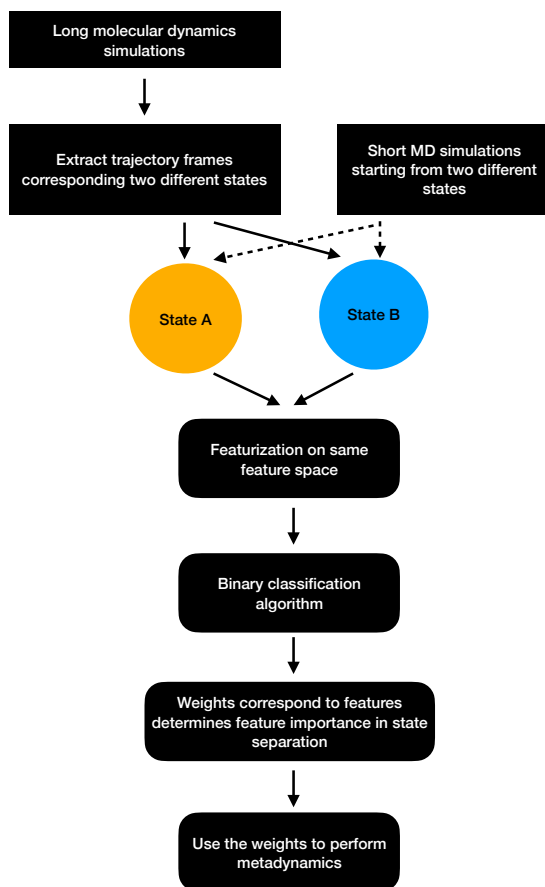 Long molecular dynamics
simulations
Extract trajectory frames
corresponding two different states
Short MD simulations
starting from two different
states
State A
State B
Featurization on same
feature space
Binary classification
algorithm
Weights correspond to features
determines feature importance in state
separation
Use the weights to perform
metadynamics